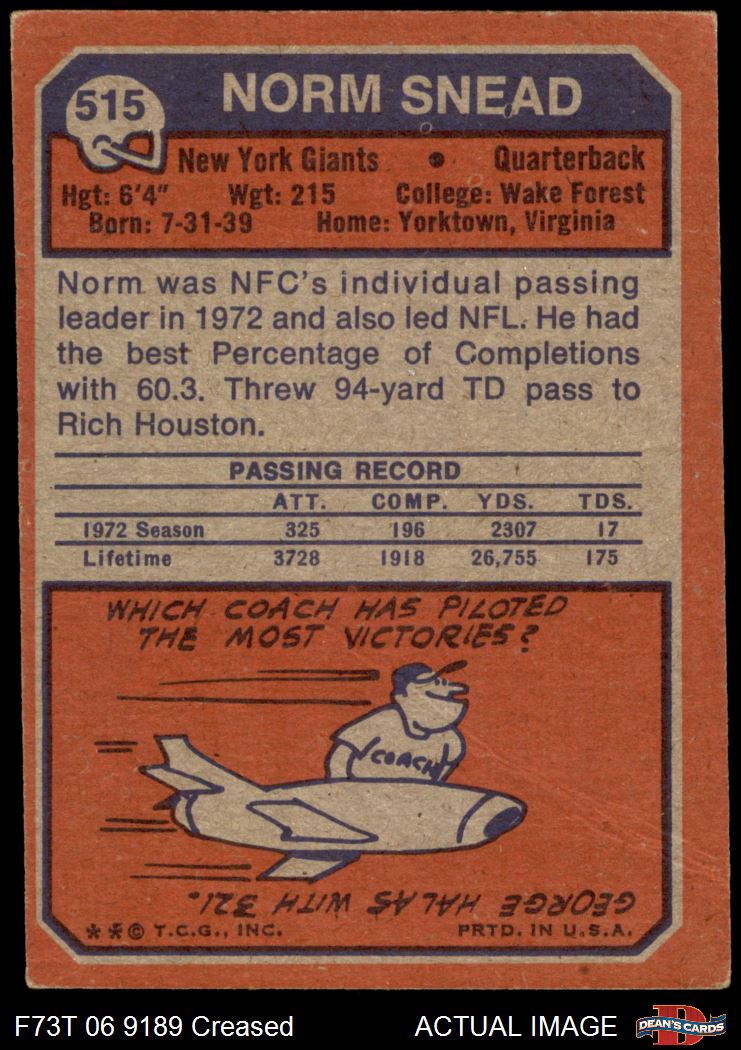 515
NORM SNEAD
New York Giants • Quarterback
Hgt: 6'4" Wgt: 215 College: Wake Forest
Born: 7-31-39 Home: Yorktown, Virginia
Norm was NFC's individual passing
leader in 1972 and also led NFL. He had
the best Percentage of Completions
with 60.3. Threw 94-yard TD pass to
Rich Houston.
PASSING RECORD
ATT. COMP. YDS. TDS.
1972 Season 325 196 2307 17
Lifetime 3728 1918 26,755 175
WHICH COACH HAS PILOTED
THE MOST VICTORIES?
COACH
GEORGE HALAS WITH 321.
**© T.C.G., INC. PRTD. IN U.S.A.
F73T 06 9189 Creased ACTUAL IMAGE DEAN'S CARDS